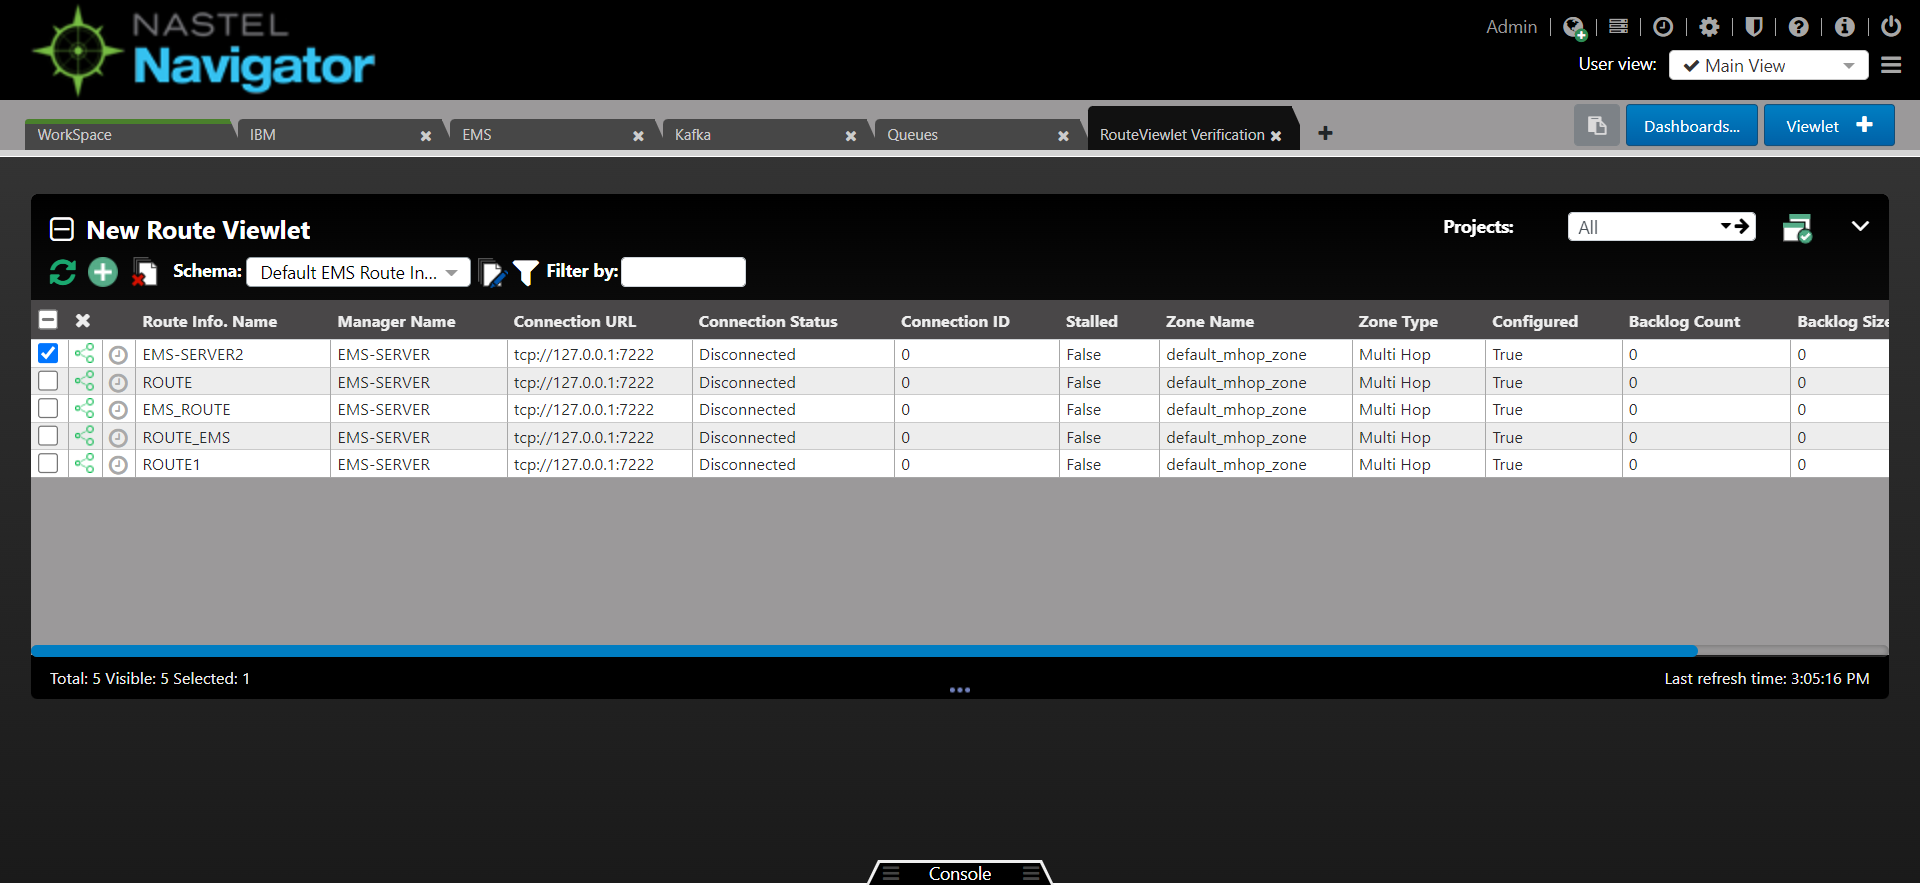 NASTEL
Navigator
Admin
User view: Main View
WorkSpace IBM EMS Kafka Queues RouteViewlet Verification
Dashboards... Viewlet
New Route Viewlet
Projects: All
Schema: Default EMS Route In... Filter by:
Route Info. Name Manager Name Connection URL Connection Status Connection ID Stalled Zone Name Zone Type Configured Backlog Count Backlog Size
EMS-SERVER2 EMS-SERVER tcp://127.0.0.1:7222 Disconnected 0 False default_mhop_zone Multi Hop True 0 0
ROUTE EMS-SERVER tcp://127.0.0.1:7222 Disconnected 0 False default_mhop_zone Multi Hop True 0 0
EMS_ROUTE EMS-SERVER tcp://127.0.0.1:7222 Disconnected 0 False default_mhop_zone Multi Hop True 0 0
ROUTE_EMS EMS-SERVER tcp://127.0.0.1:7222 Disconnected 0 False default_mhop_zone Multi Hop True 0 0
ROUTE1 EMS-SERVER tcp://127.0.0.1:7222 Disconnected 0 False default_mhop_zone Multi Hop True 0 0
Total: 5 Visible: 5 Selected: 1
Last refresh time: 3:05:16 PM
Console